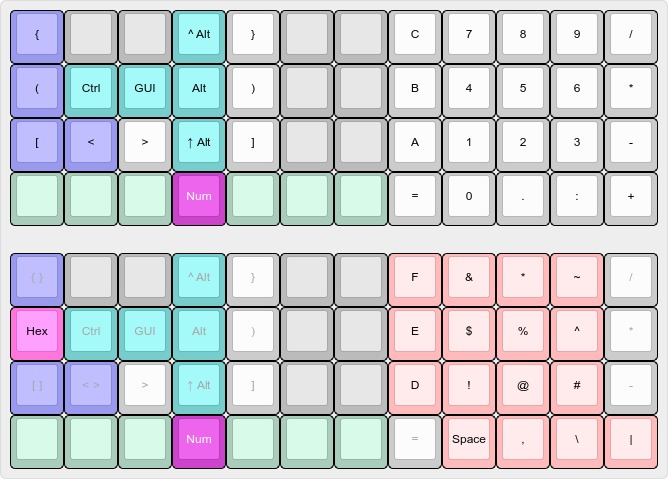 { ^ Alt } C 7 8 9 /
( Ctrl GUI Alt ) B 4 5 6 *
[ < > ↑ Alt ] A 1 2 3 -
Num = 0 . : +
{ } ^ Alt } F & * ~ /
Hex Ctrl GUI Alt ) E $ % ^ *
[ ] < > > ↑ Alt ] D ! @ # -
Num = Space , \ |